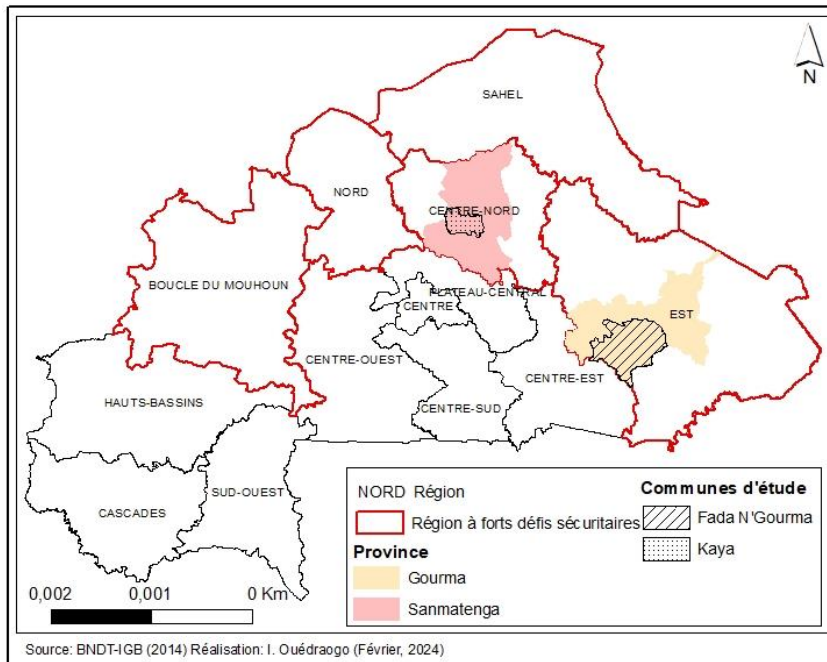 N
SAHEL
NORD
CENTRE-NORD
BOUCLE DU MOUHOUN
PLATEAU-CENTRAL
CENTRE
EST
CENTRE-OUEST
CENTRE-EST
HAUTS-BASSINS
CENTRE-SUD
SUD-OUEST
CASCADES
NORD Région
Région à forts défis sécuritaires
Province
Gourma
Sanmatenga
Communes d'étude
Fada N'Gourma
Kaya
0,002 0,001 0 Km
Source: BNDT-IGB (2014) Réalisation: I. Ouédraogo (Février, 2024)